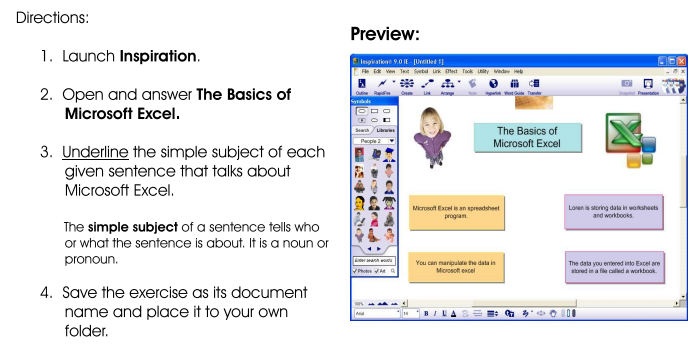 Directions:
1. Launch Inspiration.
2. Open and answer The Basics of
Microsoft Excel.
3. Underline the simple subject of each
given sentence that talks about
Microsoft Excel.
The simple subject of a sentence tells who
or what the sentence is about. It is a noun or
pronoun.
4. Save the exercise as its document
name and place it to your own
folder.
Preview:
Inspiration® 9.0 IE - [Untitled 1]
File Edit View Text Symbol Link Effect Tools Utility Window Help
Outline RapidFire Create Link Arrange Note Hyperlink Word Guide Transfer Snapshot Presentation
Symbols
Search Libraries
People 2
Enter search words
Photos Art
The Basics of
Microsoft Excel
Microsoft Excel is an spreadsheet
program.
Loren is storing data in worksheets
and workbooks.
You can manipulate the data in
Microsoft excel
The data you entered into Excel are
stored in a file called a workbook.
100%
Arial
B I U A